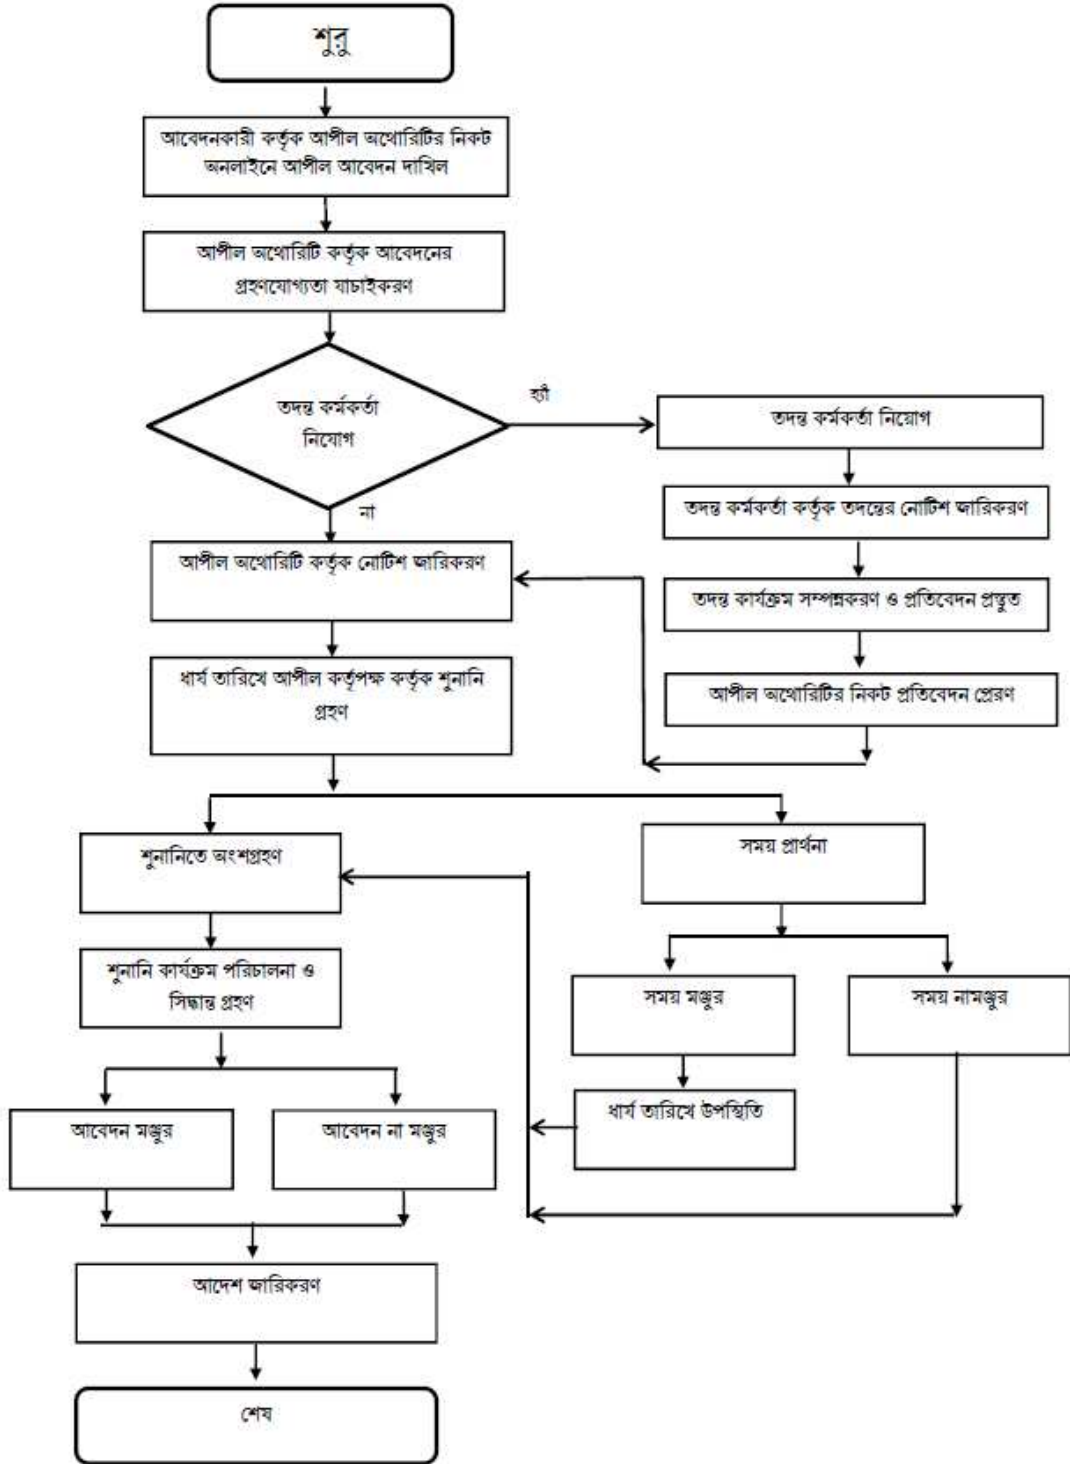 শুরু
আবেদনকারী কর্তৃক আপীল অথোরিটির নিকট
অনলাইনে আপীল আবেদন দাখিল
আপীল অথোরিটি কর্তৃক আবেদনের
গ্রহণযোগ্যতা যাচাইকরণ
তদন্ত কর্মকর্তা
নিযোগ
হ্যাঁ
তদন্ত কর্মকর্তা নিয়োগ
তদন্ত কর্মকর্তা কর্তৃক তদন্তের নোটিশ জারিকরণ
তদন্ত কার্যক্রম সম্পন্নকরণ ও প্রতিবেদন প্রস্তুত
আপীল অথোরিটির নিকট প্রতিবেদন প্রেরণ
না
আপীল অথোরিটি কর্তৃক নোটিশ জারিকরণ
ধার্য তারিখে আপীল কর্তৃপক্ষ কর্তৃক শুনানি
গ্রহণ
শুনানিতে অংশগ্রহণ
শুনানি কার্যক্রম পরিচালনা ও
সিদ্ধান্ত গ্রহণ
সময় প্রার্থনা
সময় মঞ্জুর
সময় নামঞ্জুর
ধার্য তারিখে উপস্থিতি
আবেদন মঞ্জুর
আবেদন না মঞ্জুর
আদেশ জারিকরণ
শেষ